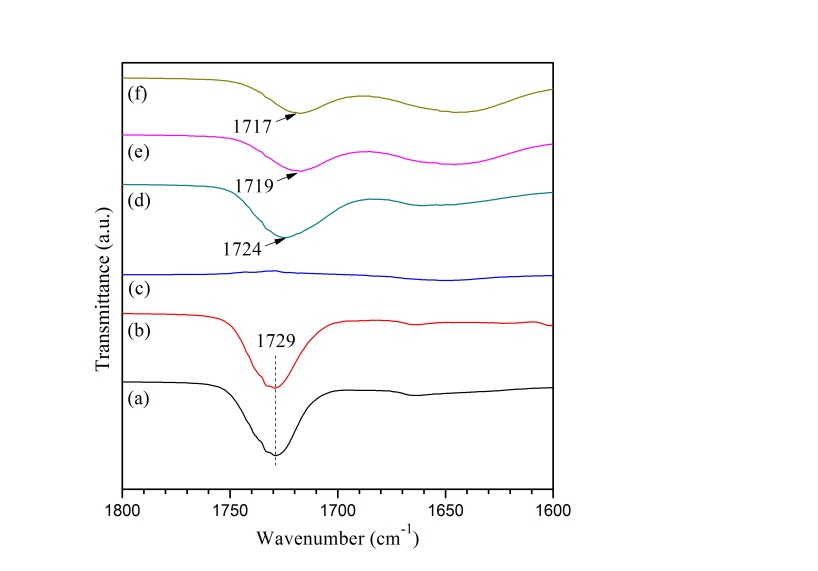 (f)
1717
(e)
1719
(d)
1724
(c)
(b)
1729
(a)
Transmittance (a.u.)
1800 1750 1700 1650 1600
Wavenumber (cm⁻¹)